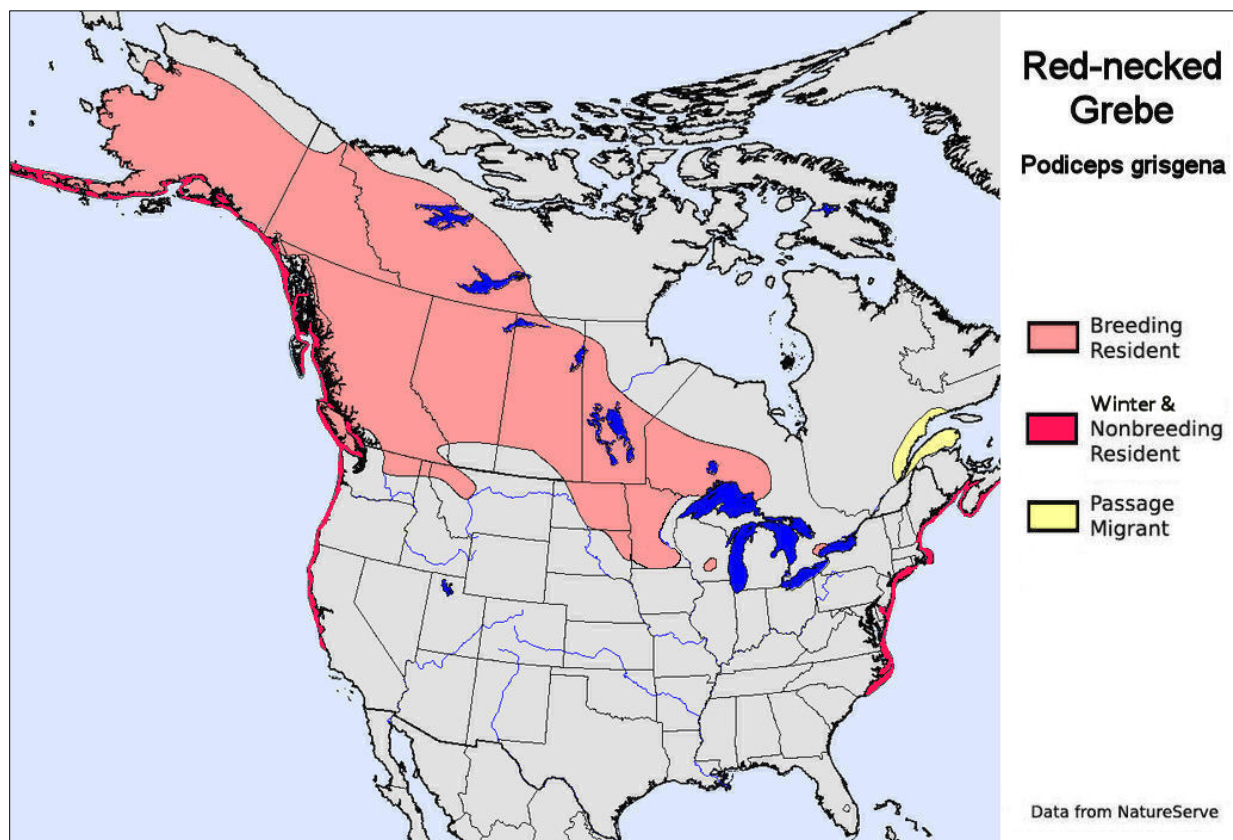 Red-necked
Grebe
Podiceps grisgena
Breeding
Resident
Winter &
Nonbreeding
Resident
Passage
Migrant
Data from NatureServe